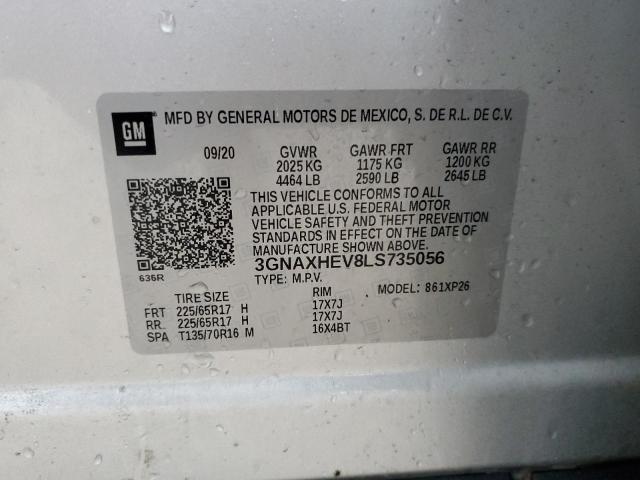 GM
MFD BY GENERAL MOTORS DE MEXICO, S. DE R.L. DE C.V.
09/20 GVWR GAWR FRT GAWR RR
2025 KG 1175 KG 1200 KG
4464 LB 2590 LB 2645 LB
THIS VEHICLE CONFORMS TO ALL
APPLICABLE U.S. FEDERAL MOTOR
VEHICLE SAFETY AND THEFT PREVENTION
STANDARDS IN EFFECT ON THE DATE OF
MANUFACTURE SHOWN ABOVE.
636R
3GNAXHEV8LS735056
TYPE: M.P.V. MODEL: 861XP26
TIRE SIZE RIM
FRT 225/65R17 H 17X7J
RR. 225/65R17 H 17X7J
SPA T135/70R16 M 16X4BT